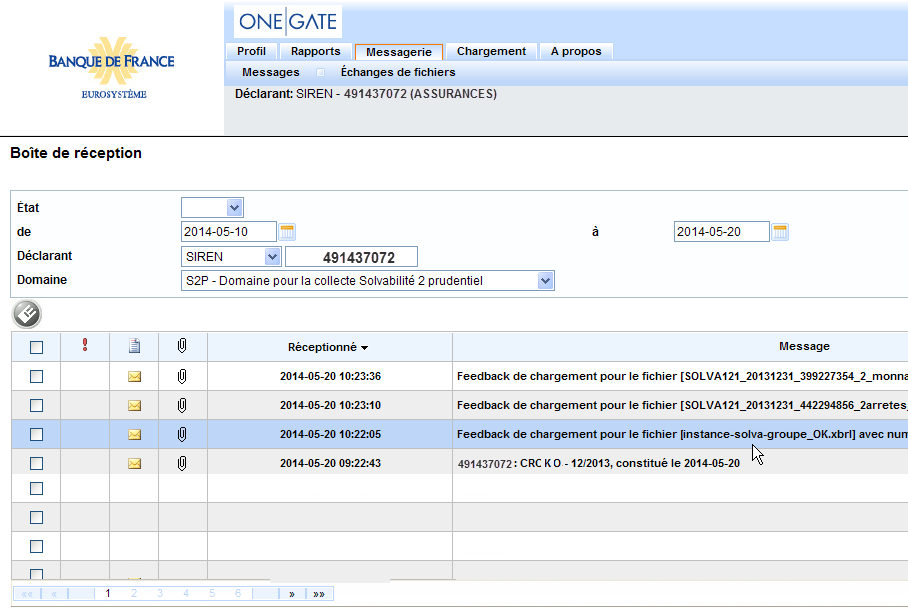 ONE|GATE
BANQUE DE FRANCE
EUROSYSTÈME
Profil Rapports Messagerie Chargement A propos
Messages Échanges de fichiers
Déclarant: SIREN - 491437072 (ASSURANCES)
Boîte de réception
État
de 2014-05-10 à 2014-05-20
Déclarant SIREN 491437072
Domaine S2P - Domaine pour la collecte Solvabilité 2 prudentiel
! Réceptionné Message
2014-05-20 10:23:36 Feedback de chargement pour le fichier [SOLVA121_20131231_399227354_2_monna
2014-05-20 10:23:10 Feedback de chargement pour le fichier [SOLVA121_20131231_442294856_2arretes_
2014-05-20 10:22:05 Feedback de chargement pour le fichier [instance-solva-groupe_OK.xbrl] avec num
2014-05-20 09:22:43 491437072 : CRC K O - 12/2013, constitué le 2014-05-20
«« « 1 2 3 4 5 6 » »»